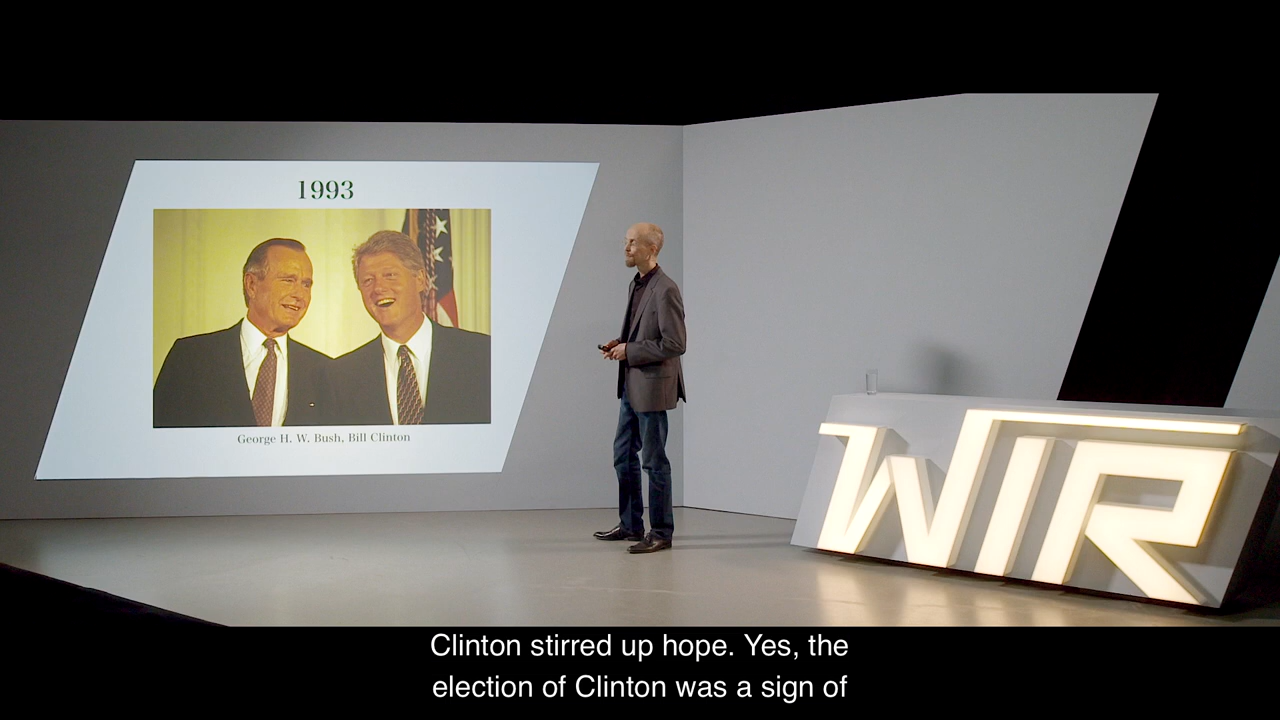 1993
George H. W. Bush, Bill Clinton
WIR
Clinton stirred up hope. Yes, the
election of Clinton was a sign of